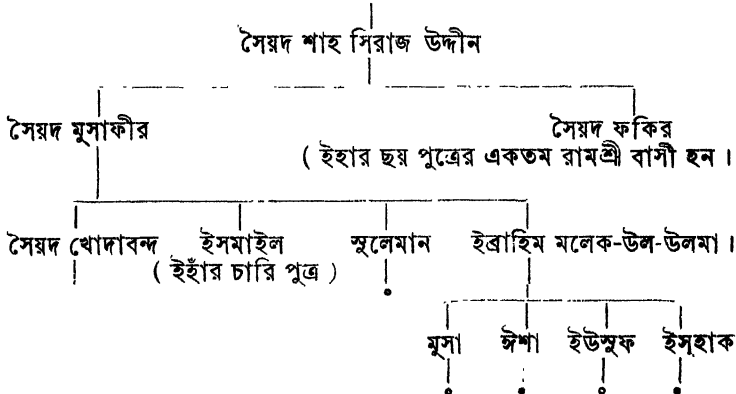 সৈয়দ শাহ সিরাজ উদ্দীন
সৈয়দ মুসাফীর সৈয়দ ফকির
( ইহার ছয় পুত্রের একতম রামশ্রী বাসী হন ।
সৈয়দ খোদাবন্দ ইসমাইল সুলেমান ইব্রাহিম মলেক-উল-উলমা ।
( ইহাঁর চারি পুত্র )
মুসা ঈশা ইউসুফ ইস্হাক